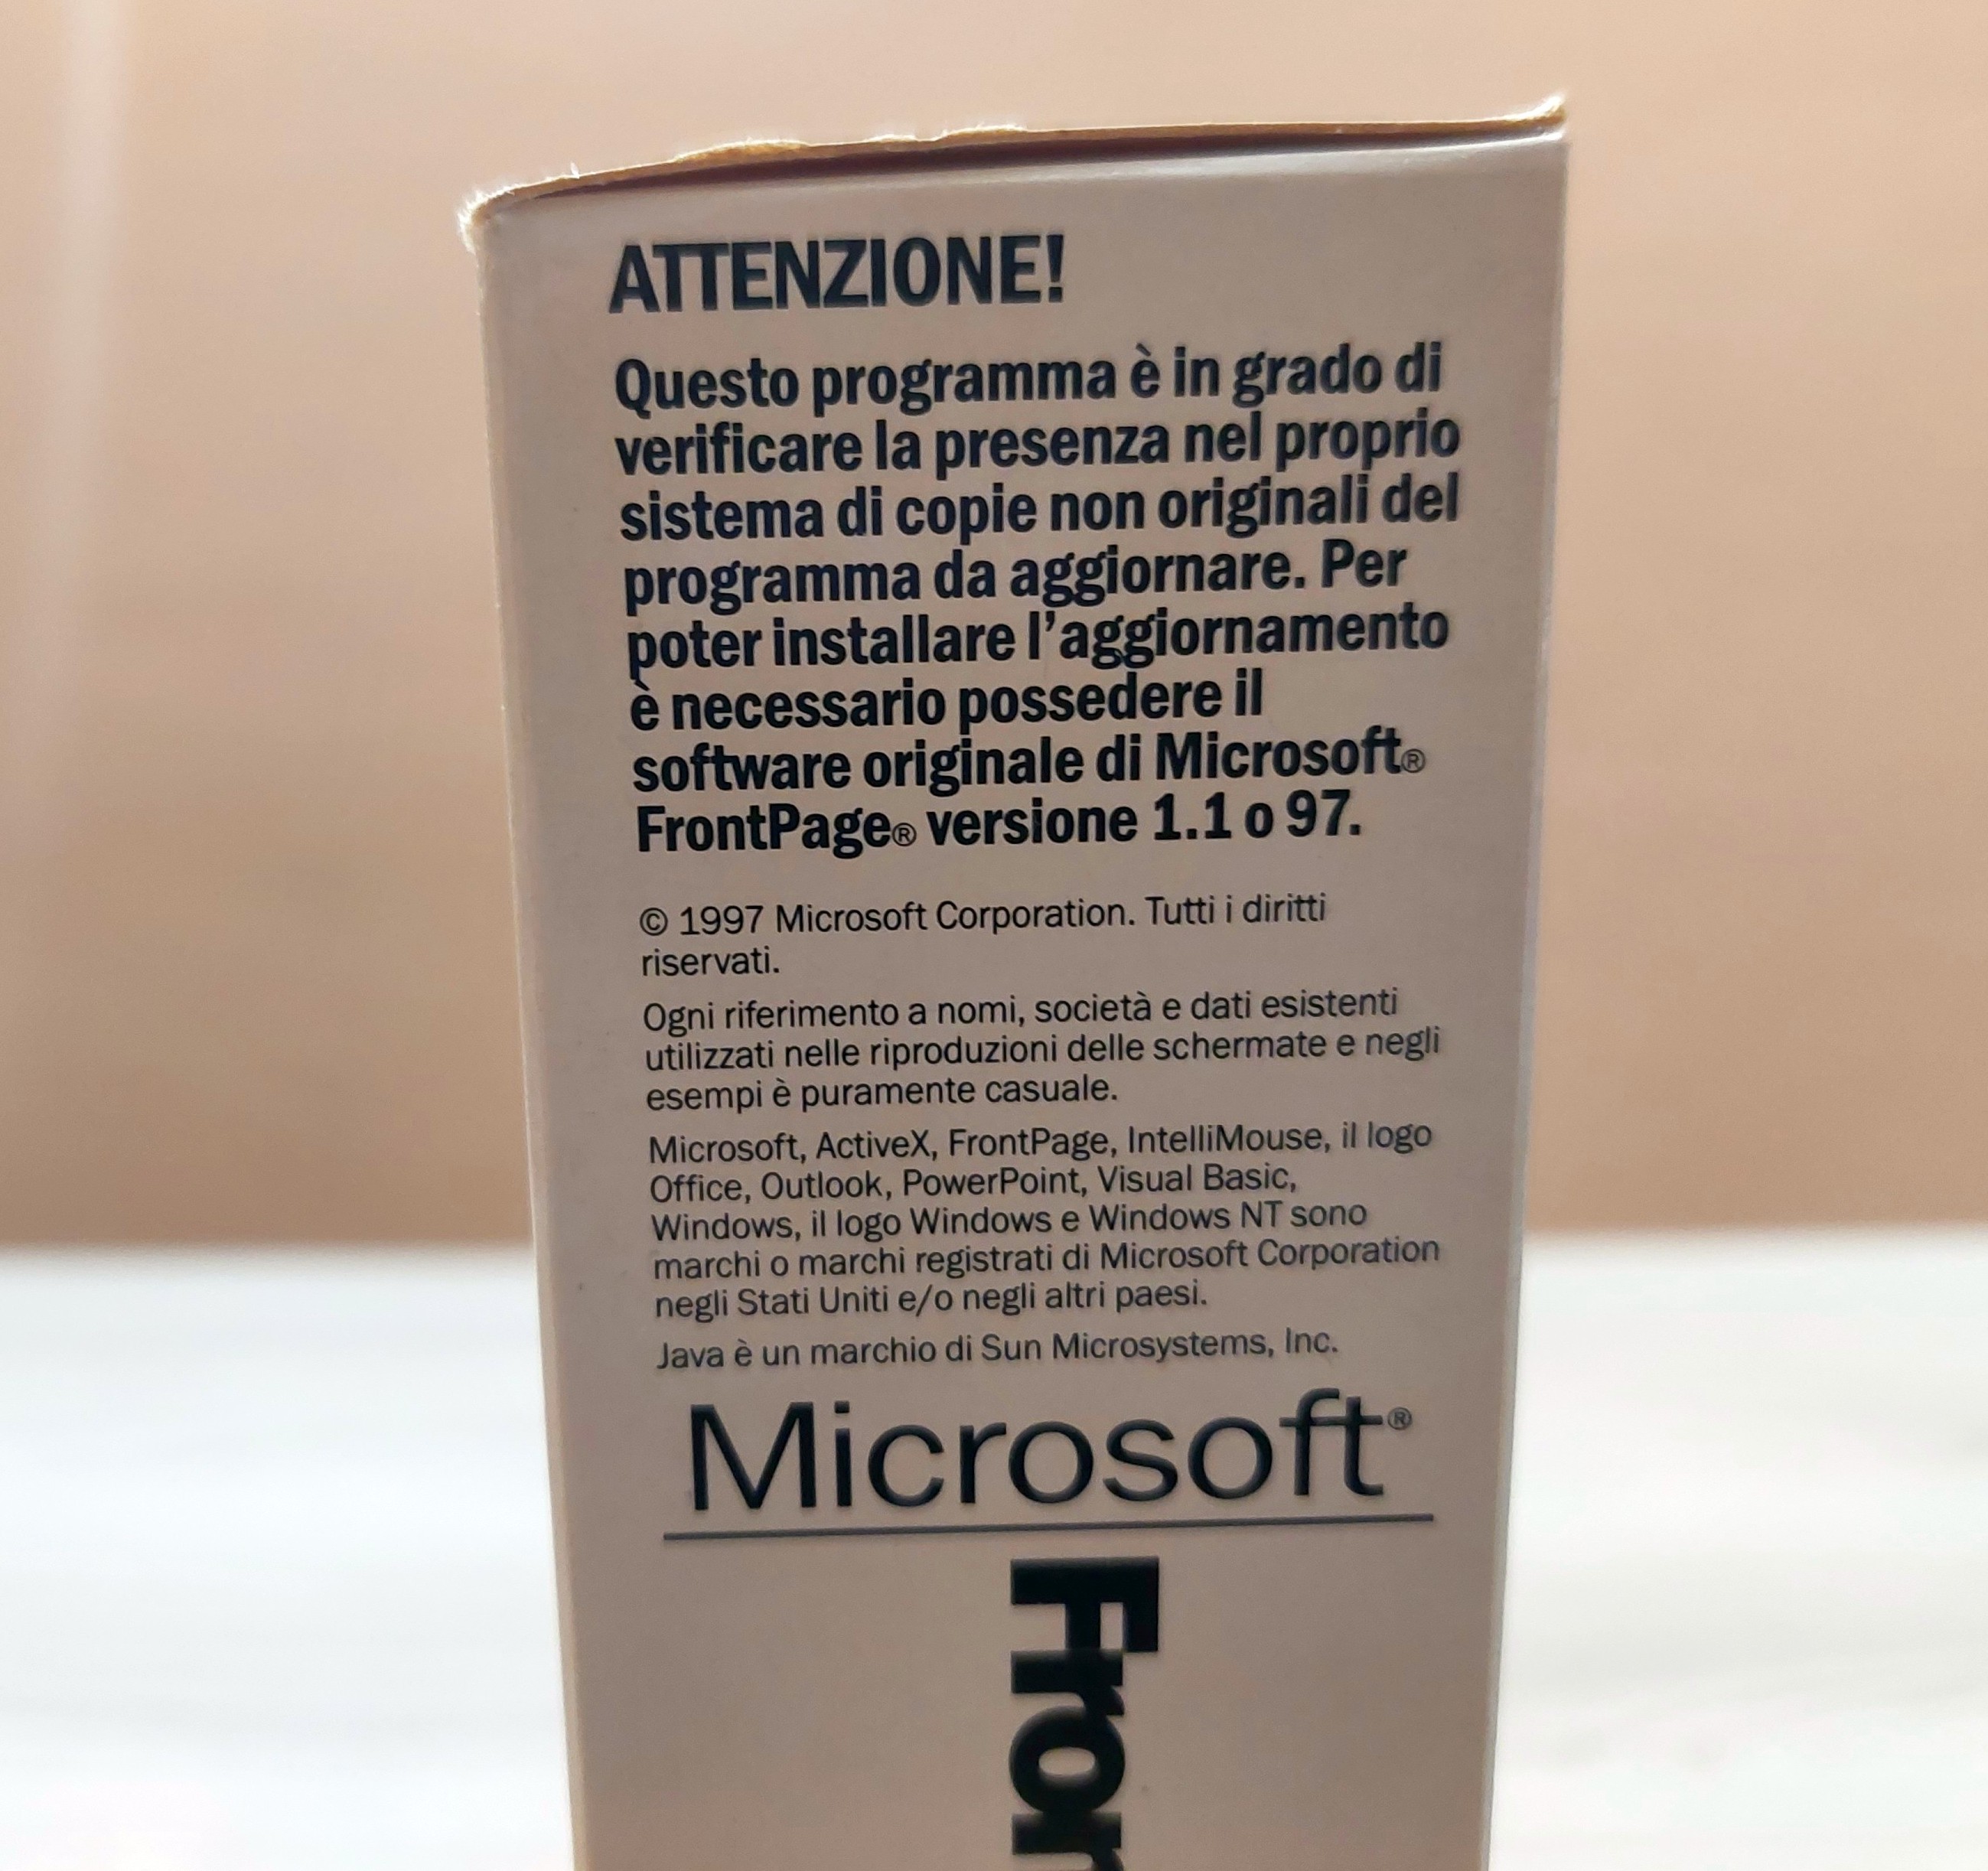 ATTENZIONE!
Questo programma è in grado di
verificare la presenza nel proprio
sistema di copie non originali del
programma da aggiornare. Per
poter installare l'aggiornamento
è necessario possedere il
software originale di Microsoft®
FrontPage® versione 1.1 o 97.
© 1997 Microsoft Corporation. Tutti i diritti
riservati.
Ogni riferimento a nomi, società e dati esistenti
utilizzati nelle riproduzioni delle schermate e negli
esempi è puramente casuale.
Microsoft, ActiveX, FrontPage, IntelliMouse, il logo
Office, Outlook, PowerPoint, Visual Basic,
Windows, il logo Windows e Windows NT sono
marchi o marchi registrati di Microsoft Corporation
negli Stati Uniti e/o negli altri paesi.
Java è un marchio di Sun Microsystems, Inc.
Microsoft®
Fron